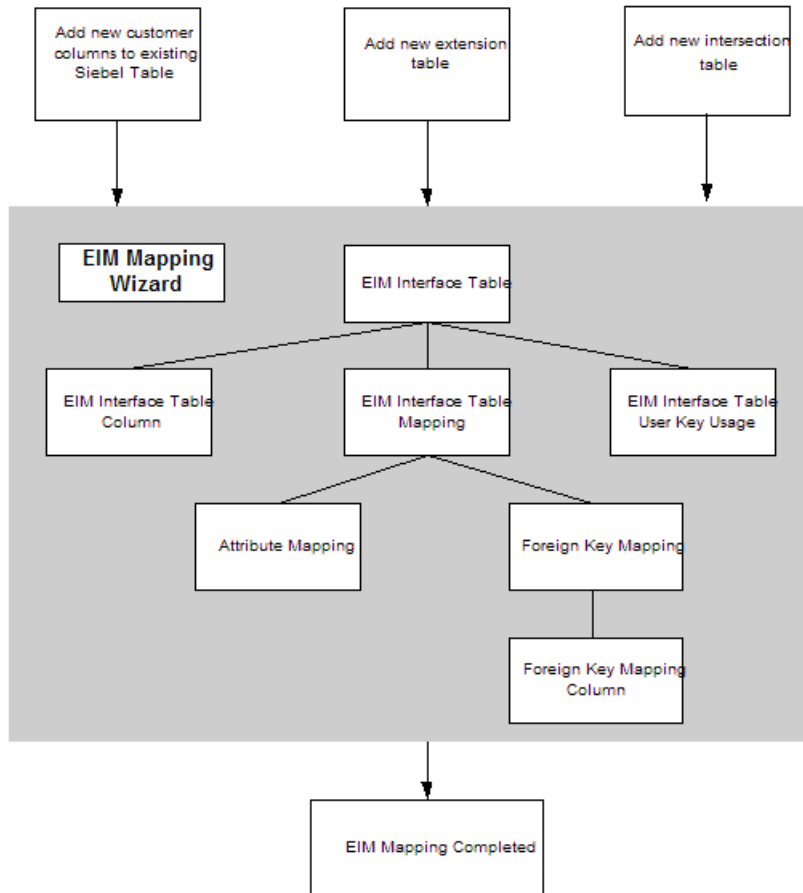 Add new customer
columns to existing
Siebel Table
Add new extension
table
Add new intersection
table
EIM Mapping
Wizard
EIM Interface Table
EIM Interface Table
Column
EIM Interface Table
Mapping
EIM Interface Table
User Key Usage
Attribute Mapping
Foreign Key Mapping
Foreign Key Mapping
Column
EIM Mapping Completed